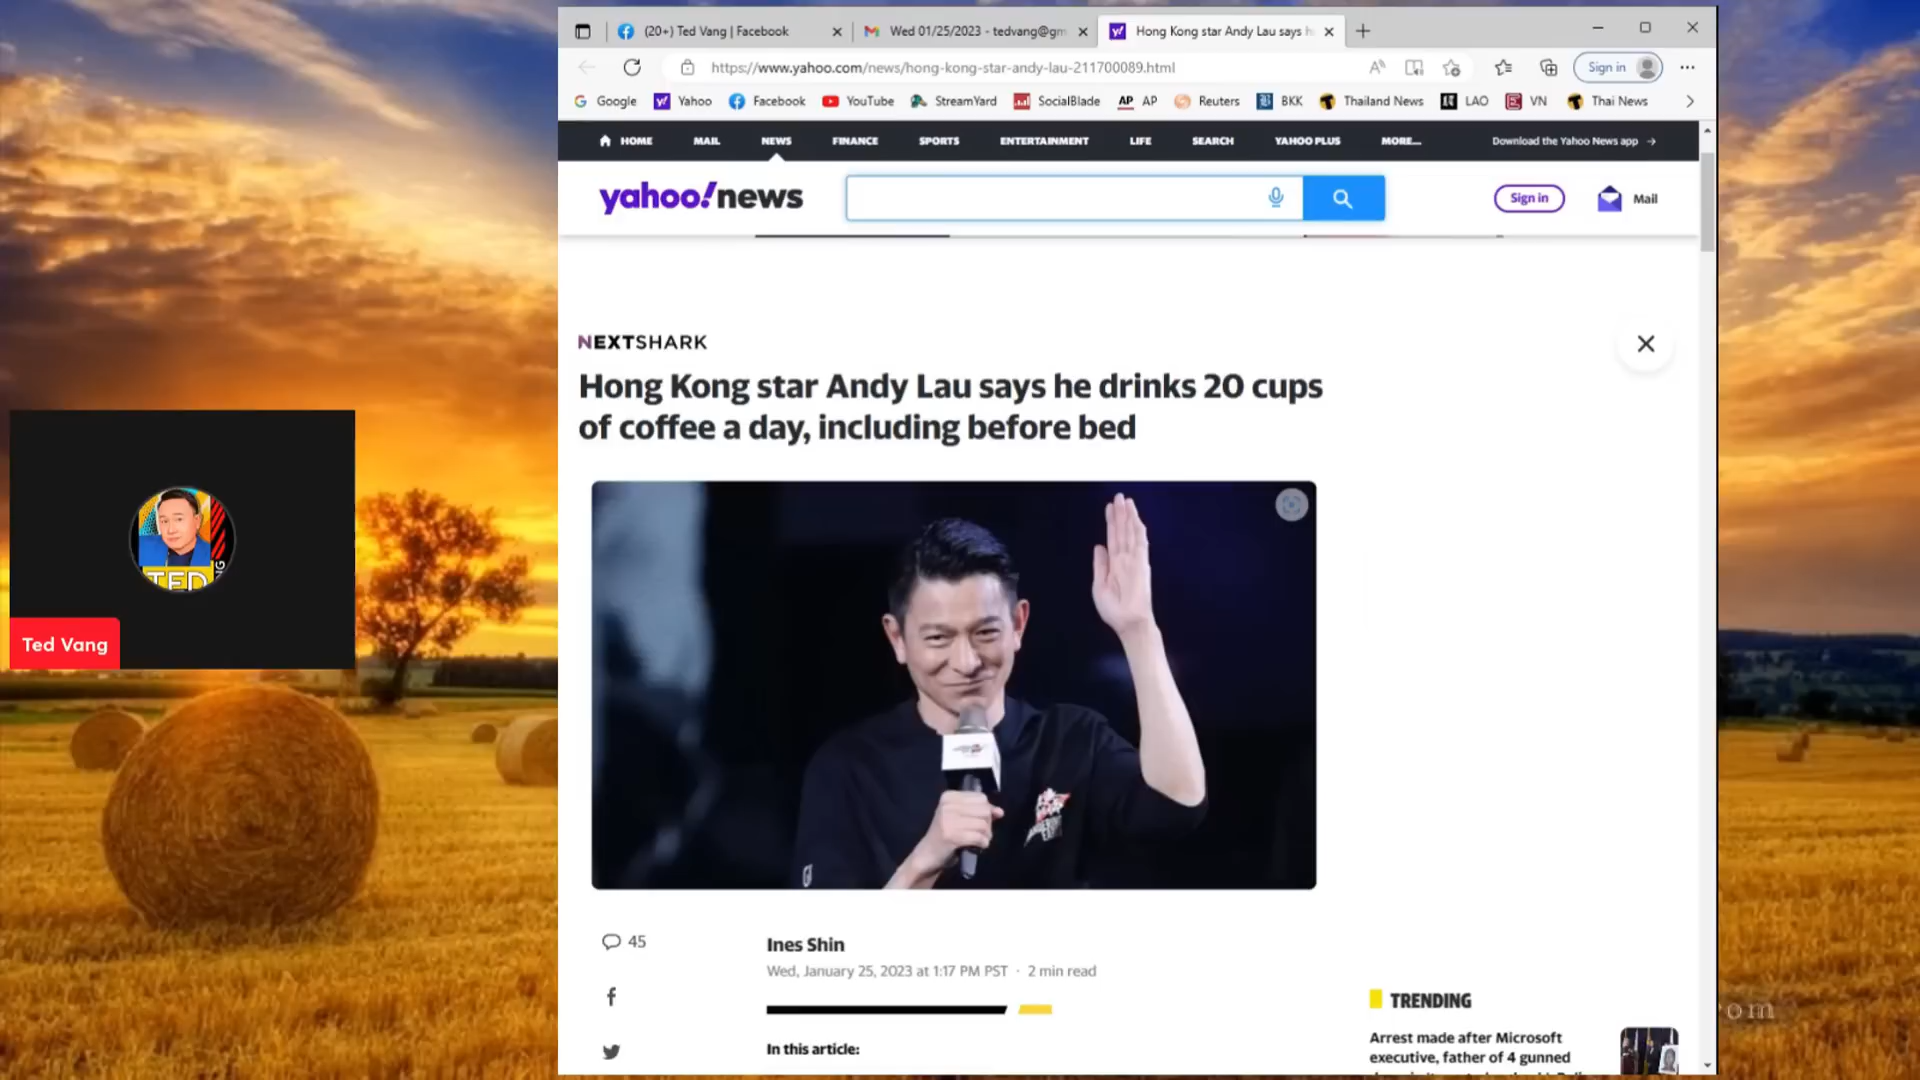 (20+) Ted Vang | Facebook
Wed 01/25/2023 - tedvang@gm
Hong Kong star Andy Lau says h
https://www.yahoo.com/news/hong-kong-star-andy-lau-211700089.html
Sign in
Google
Yahoo
Facebook
YouTube
StreamYard
SocialBlade
AP AP
Reuters
BKK
Thailand News
LAO
VN
Thai News
HOME
MAIL
NEWS
FINANCE
SPORTS
ENTERTAINMENT
LIFE
SEARCH
YAHOO PLUS
MORE...
Download the Yahoo News app →
yahoo!news
Sign in
Mail
NEXTSHARK
Hong Kong star Andy Lau says he drinks 20 cups
of coffee a day, including before bed
TED
Ted Vang
45
Ines Shin
Wed, January 25, 2023 at 1:17 PM PST · 2 min read
In this article:
TRENDING
Arrest made after Microsoft
executive, father of 4 gunned
om